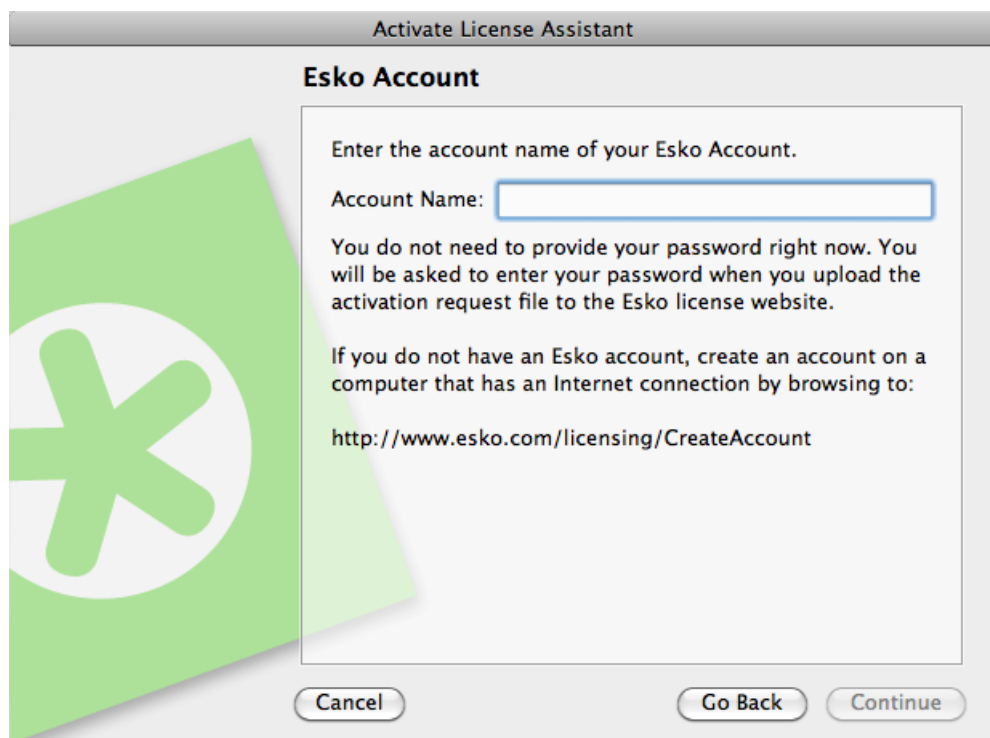 Activate License Assistant
Esko Account
Enter the account name of your Esko Account.
Account Name:
You do not need to provide your password right now. You
will be asked to enter your password when you upload the
activation request file to the Esko license website.
If you do not have an Esko account, create an account on a
computer that has an Internet connection by browsing to:
http://www.esko.com/licensing/CreateAccount
Cancel
Go Back
Continue